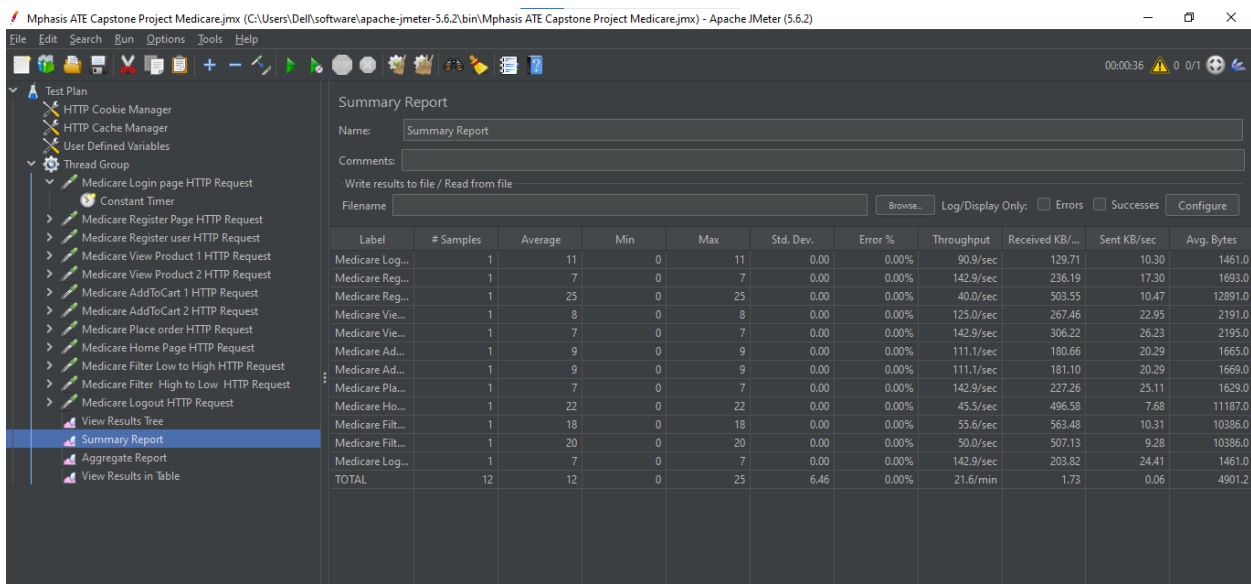 Mphasis ATE Capstone Project Medicare.jmx (C:\Users\Dell\software\apache-jmeter-5.6.2\bin\Mphasis ATE Capstone Project Medicare.jmx) - Apache JMeter (5.6.2)
File Edit Search Run Options Tools Help
00:00:36 0 0/1
Test Plan
HTTP Cookie Manager
HTTP Cache Manager
User Defined Variables
Thread Group
Medicare Login page HTTP Request
Constant Timer
Medicare Register Page HTTP Request
Medicare Register user HTTP Request
Medicare View Product 1 HTTP Request
Medicare View Product 2 HTTP Request
Medicare AddToCart 1 HTTP Request
Medicare AddToCart 2 HTTP Request
Medicare Place order HTTP Request
Medicare Home Page HTTP Request
Medicare Filter Low to High HTTP Request
Medicare Filter High to Low HTTP Request
Medicare Logout HTTP Request
View Results Tree
Summary Report
Aggregate Report
View Results in Table
Summary Report
Name: Summary Report
Comments:
Write results to file / Read from file
Filename Browse... Log/Display Only: Errors Successes Configure
Label # Samples Average Min Max Std. Dev. Error % Throughput Received KB/... Sent KB/sec Avg. Bytes
Medicare Log... 1 11 0 11 0.00 0.00% 90.9/sec 129.71 10.30 1461.0
Medicare Reg... 1 7 0 7 0.00 0.00% 142.9/sec 236.19 17.30 1693.0
Medicare Reg... 1 25 0 25 0.00 0.00% 40.0/sec 503.55 10.47 12891.0
Medicare Vie... 1 8 0 8 0.00 0.00% 125.0/sec 267.46 22.95 2191.0
Medicare Vie... 1 7 0 7 0.00 0.00% 142.9/sec 306.22 26.23 2195.0
Medicare Ad... 1 9 0 9 0.00 0.00% 111.1/sec 180.66 20.29 1665.0
Medicare Ad... 1 9 0 9 0.00 0.00% 111.1/sec 181.10 20.29 1669.0
Medicare Pla... 1 7 0 7 0.00 0.00% 142.9/sec 227.26 25.11 1629.0
Medicare Ho... 1 22 0 22 0.00 0.00% 45.5/sec 496.58 7.68 11187.0
Medicare Filt... 1 18 0 18 0.00 0.00% 55.6/sec 563.48 10.31 10386.0
Medicare Filt... 1 20 0 20 0.00 0.00% 50.0/sec 507.13 9.28 10386.0
Medicare Log... 1 7 0 7 0.00 0.00% 142.9/sec 203.82 24.41 1461.0
TOTAL 12 12 0 25 6.46 0.00% 21.6/min 1.73 0.06 4901.2